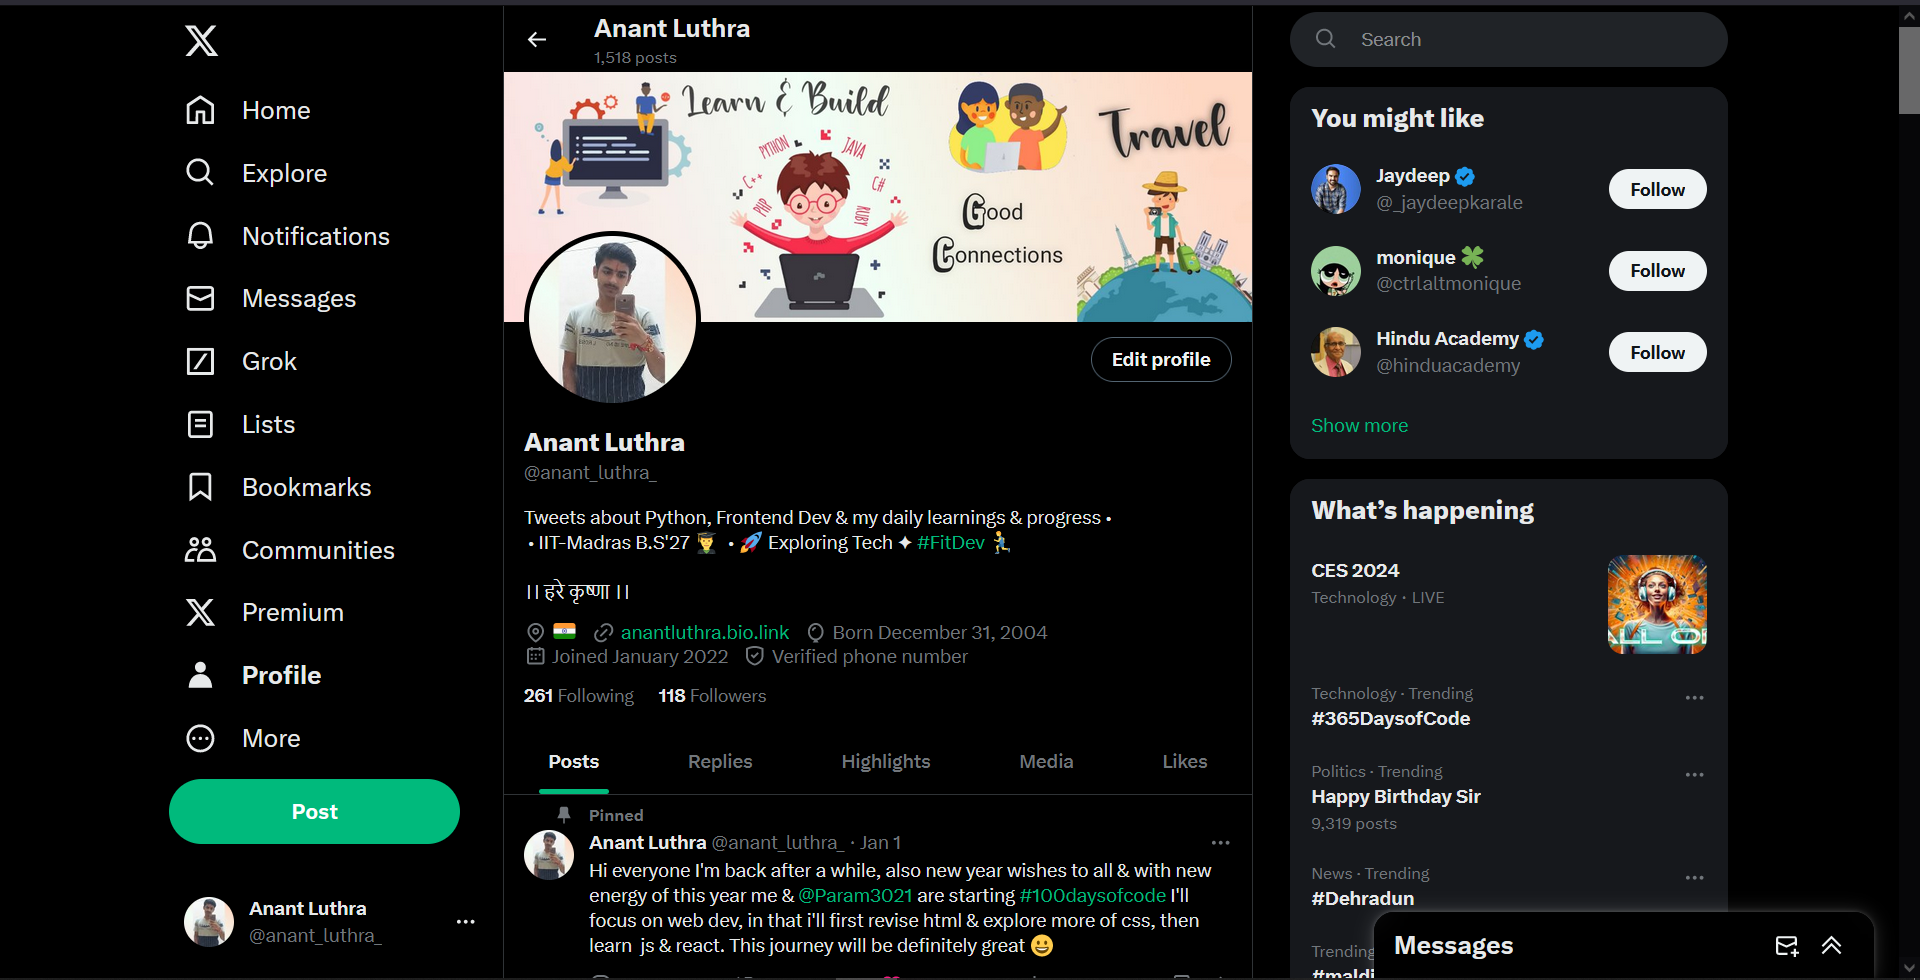 Home
Explore
Notifications
Messages
Grok
Lists
Bookmarks
Communities
Premium
Profile
More
Post
Anant Luthra
@anant_luthra_
Anant Luthra
1,518 posts
Learn & Build
PYTHON
JAVA
C++
C#
PHP
RUBY
Good
Connections
Travel
Edit profile
Anant Luthra
@anant_luthra_
Tweets about Python, Frontend Dev & my daily learnings & progress •
• IIT-Madras B.S'27 👨‍🎓 • 🚀 Exploring Tech ✦ #FitDev 🏃‍♂️
।। हरे कृष्णा ।।
🇮🇳 anantluthra.bio.link Born December 31, 2004
Joined January 2022 Verified phone number
261 Following 118 Followers
Posts Replies Highlights Media Likes
Pinned
Anant Luthra @anant_luthra_ · Jan 1
Hi everyone I'm back after a while, also new year wishes to all & with new
energy of this year me & @Param3021 are starting #100daysofcode I'll
focus on web dev, in that i'll first revise html & explore more of css, then
learn js & react. This journey will be definitely great 😀
Search
You might like
Jaydeep
@_jaydeepkarale
Follow
monique 🍀
@ctrlaltmonique
Follow
Hindu Academy
@hinduacademy
Follow
Show more
What’s happening
CES 2024
Technology · LIVE
ALL O
Technology · Trending
#365DaysofCode
Politics · Trending
Happy Birthday Sir
9,319 posts
News · Trending
#Dehradun
Trending
#maldi
Messages